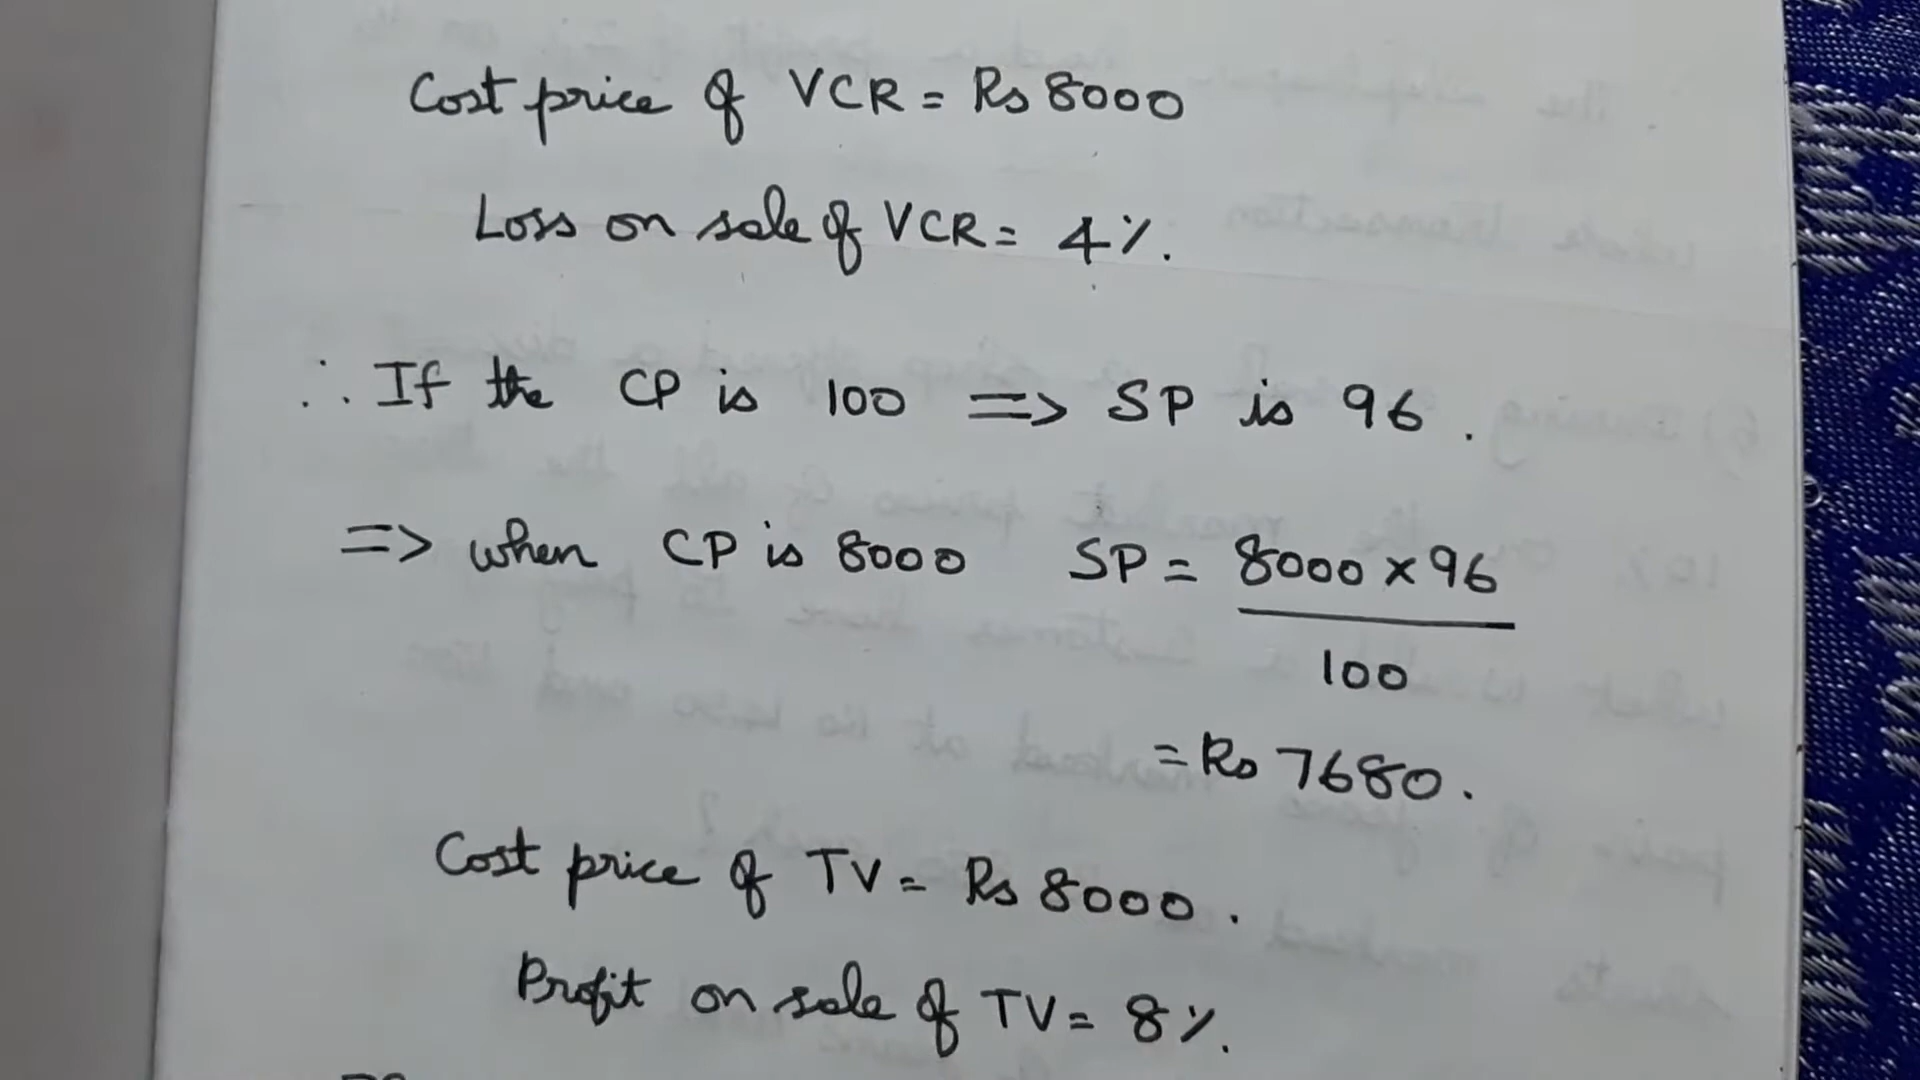 Cost price of VCR = Rs 8000
Loss on sale of VCR = 4%.
∴ If the CP is 100 => SP is 96.
=> when CP is 8000 SP = 8000 x 96
100
= Rs 7680.
Cost price of TV = Rs 8000.
Profit on sale of TV = 8%.